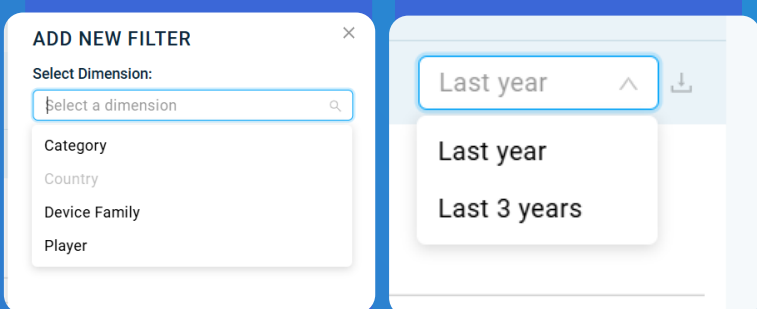 ADD NEW FILTER
Select Dimension:
Select a dimension
Category
Country
Device Family
Player
Last year
Last year
Last 3 years